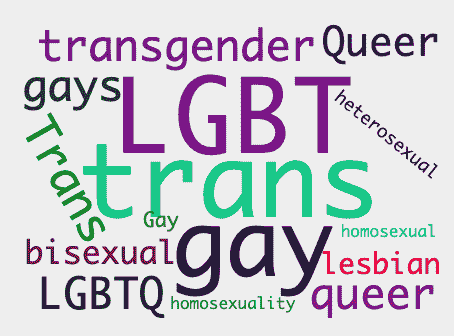 transgender
Queer
gays
LGBT
heterosexual
Trans
trans
Gay
gay
homosexual
bisexual
lesbian
LGBTQ
homosexuality
queer